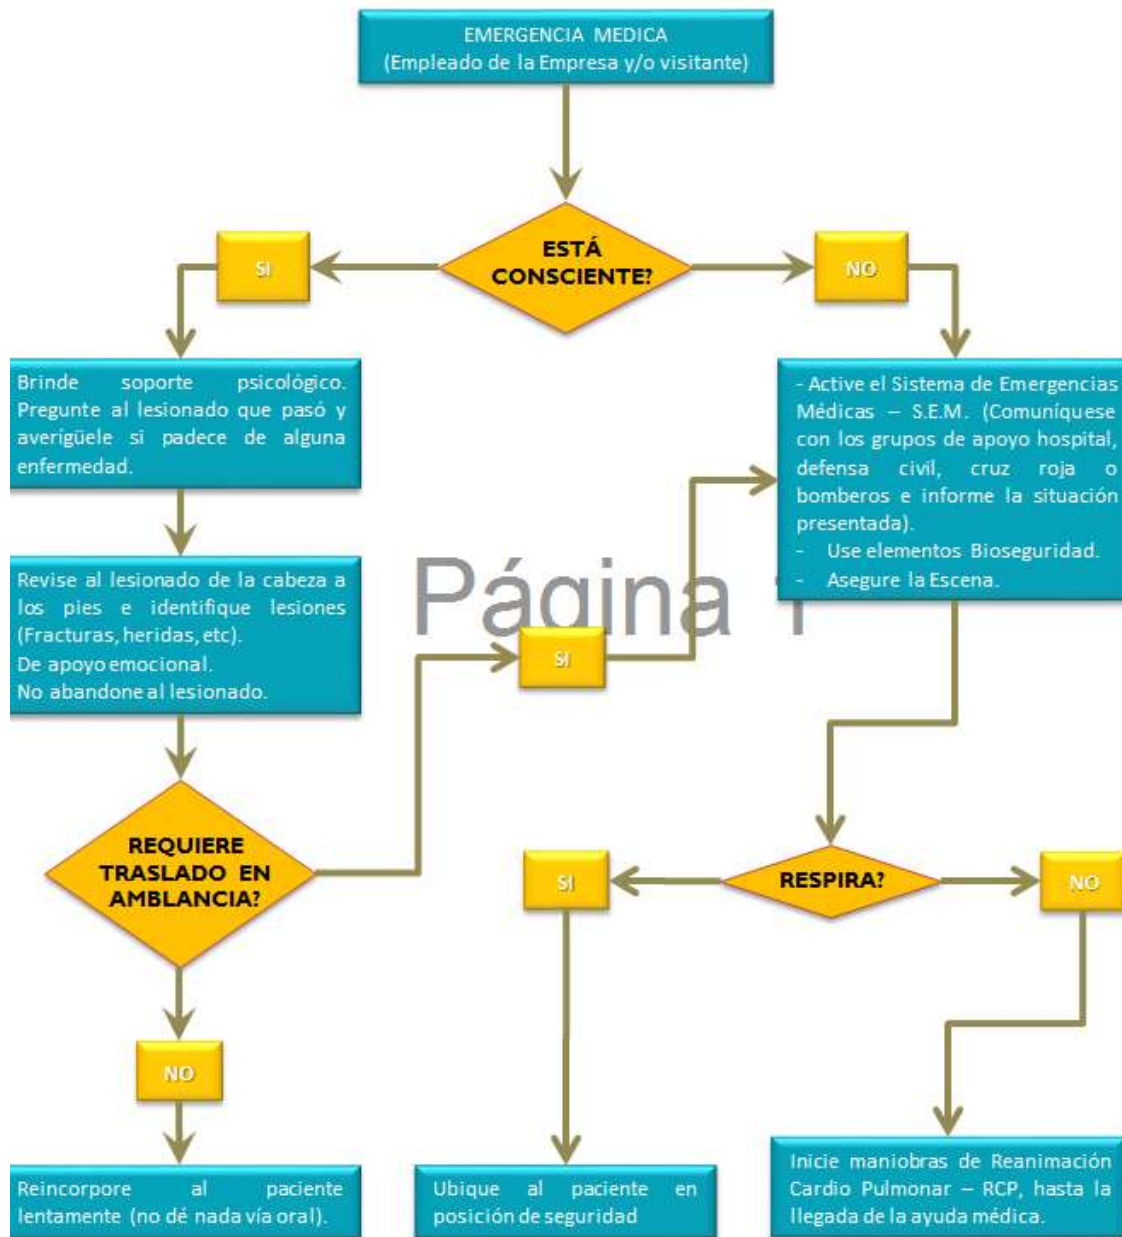 EMERGENCIA MEDICA
(Empleado de la Empresa y/o visitante)
ESTÁ
CONSCIENTE?
SI
NO
Brinde soporte psicológico.
Pregunte al lesionado que pasó y
averigüele si padece de alguna
enfermedad.
- Active el Sistema de Emergencias
Médicas – S.E.M. (Comuníquese
con los grupos de apoyo hospital,
defensa civil, cruz roja o
bomberos e informe la situación
presentada).
- Use elementos Bioseguridad.
- Asegure la Escena.
Revise al lesionado de la cabeza a
los pies e identifique lesiones
(Fracturas, heridas, etc).
De apoyo emocional.
No abandone al lesionado.
Página 1
SI
REQUIERE
TRASLADO EN
AMBLANCIA?
SI
RESPIRA?
NO
NO
Reincorpore al paciente
lentamente (no dé nada vía oral).
Ubique al paciente en
posición de seguridad
Inicie maniobras de Reanimación
Cardio Pulmonar – RCP, hasta la
llegada de la ayuda médica.